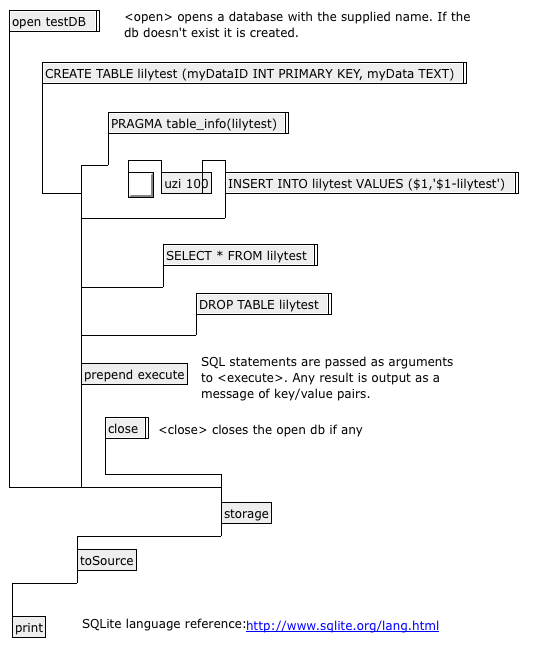 open testDB
<open> opens a database with the supplied name. If the
db doesn't exist it is created.
CREATE TABLE lilytest (myDataID INT PRIMARY KEY, myData TEXT)
PRAGMA table_info(lilytest)
uzi 100
INSERT INTO lilytest VALUES ($1,'$1-lilytest')
SELECT * FROM lilytest
DROP TABLE lilytest
prepend execute
SQL statements are passed as arguments
to <execute>. Any result is output as a
message of key/value pairs.
close
<close> closes the open db if any
storage
toSource
print
SQLite language reference:http://www.sqlite.org/lang.html